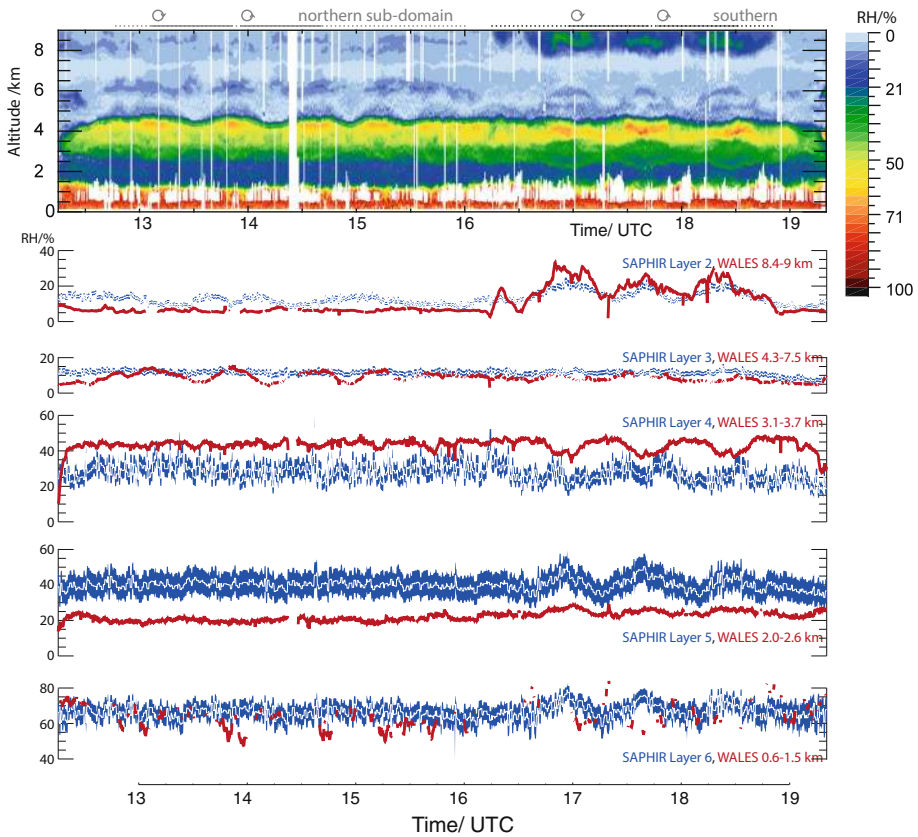 northern sub-domain southern RH/%
8 6 4 2 0
Altitude /km
13 14 15 16 17 18 19
Time/ UTC
0 21 50 71 100
RH/%
40 20 0
SAPHIR Layer 2, WALES 8.4-9 km
20 10 0
SAPHIR Layer 3, WALES 4.3-7.5 km
60 40 20 0
SAPHIR Layer 4, WALES 3.1-3.7 km
60 40 20 0
SAPHIR Layer 5, WALES 2.0-2.6 km
80 60 40
SAPHIR Layer 6, WALES 0.6-1.5 km
13 14 15 16 17 18 19
Time/ UTC